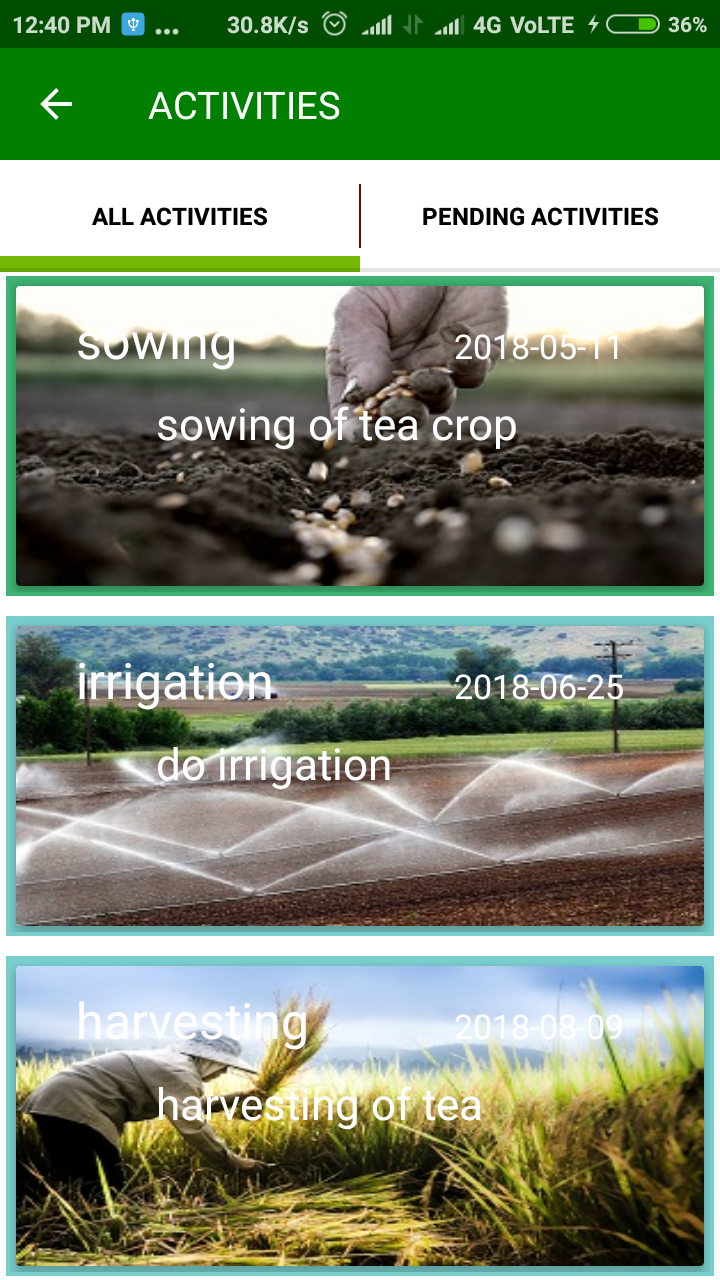 12:40 PM ... 30.8K/s 4G VoLTE 36%
ACTIVITIES
ALL ACTIVITIES PENDING ACTIVITIES
sowing 2018-05-11
sowing of tea crop
irrigation 2018-06-25
do irrigation
harvesting 2018-08-09
harvesting of tea